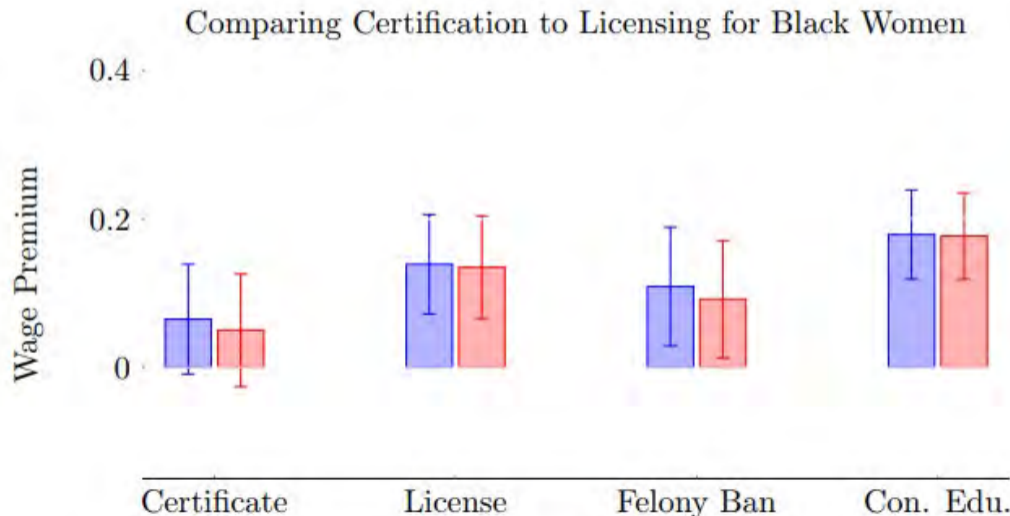 Comparing Certification to Licensing for Black Women
0.4
0.2
0
Wage Premium
Certificate License Felony Ban Con. Edu.